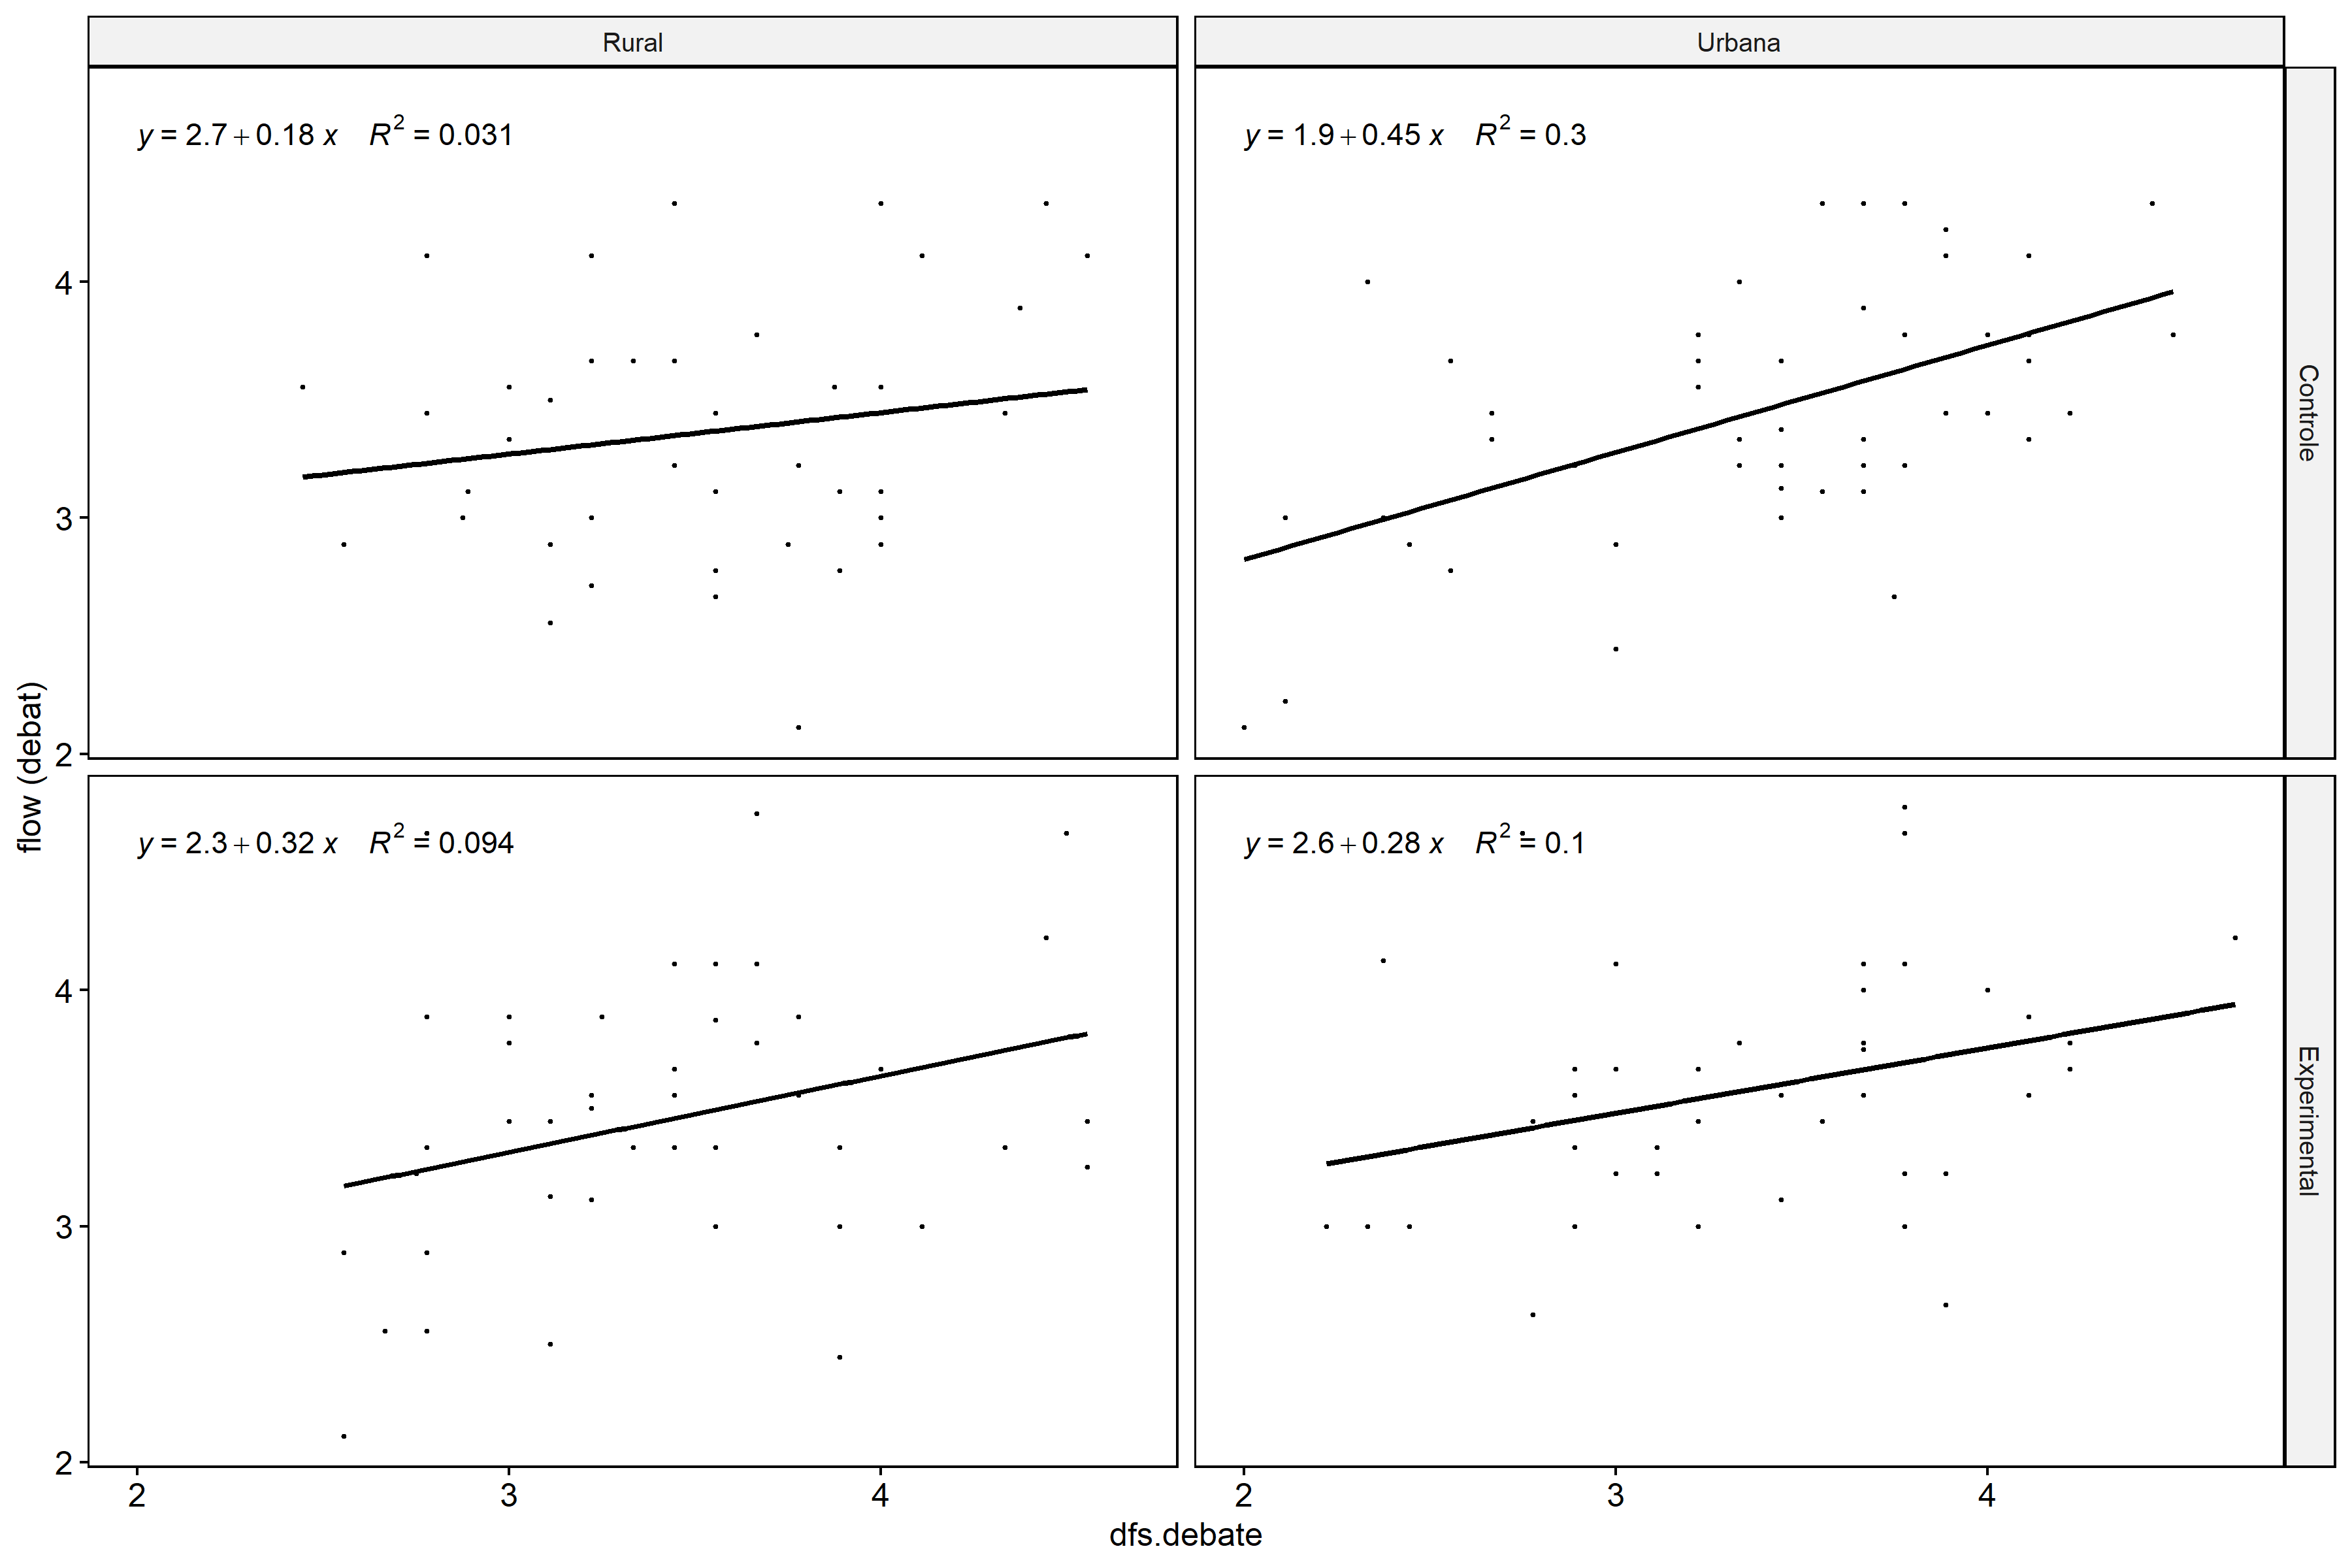 Rural
Urbana
y = 2.7 + 0.18 x R² = 0.031
y = 1.9 + 0.45 x R² = 0.3
Controle
4
3
2
flow (debat)
y = 2.3 + 0.32 x R² = 0.094
y = 2.6 + 0.28 x R² = 0.1
Experimental
4
3
2
2 3 4
2 3 4
dfs.debate